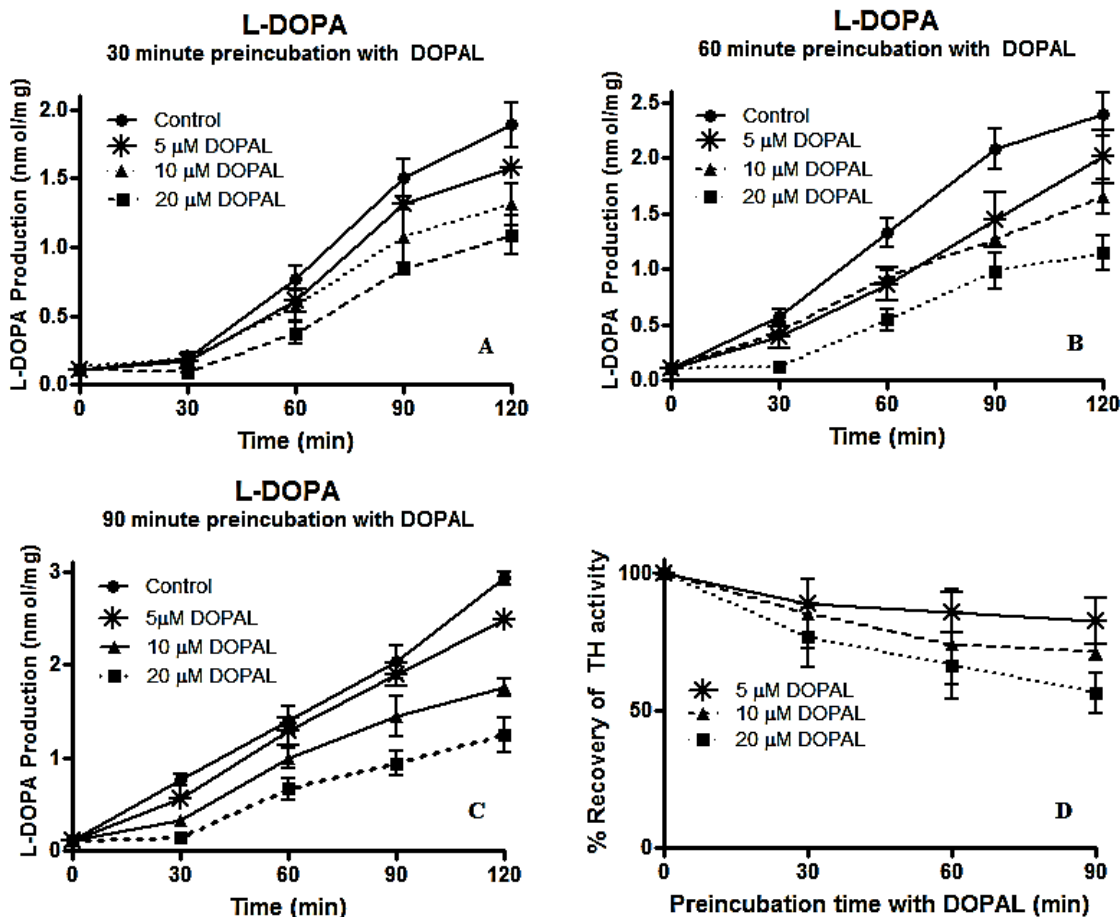 L-DOPA
30 minute preincubation with DOPAL
L-DOPA Production (nmol/mg)
2.0
1.5
1.0
0.5
0.0
Control
5 μM DOPAL
10 μM DOPAL
20 μM DOPAL
A
0 30 60 90 120
Time (min)
L-DOPA
60 minute preincubation with DOPAL
L-DOPA Production (nmol/mg)
2.5
2.0
1.5
1.0
0.5
0.0
Control
5 μM DOPAL
10 μM DOPAL
20 μM DOPAL
B
0 30 60 90 120
Time (min)
L-DOPA
90 minute preincubation with DOPAL
L-DOPA Production (nmol/mg)
3
2
1
0
Control
5μM DOPAL
10 μM DOPAL
20 μM DOPAL
C
0 30 60 90 120
Time (min)
% Recovery of TH activity
100
50
0
5 μM DOPAL
10 μM DOPAL
20 μM DOPAL
D
0 30 60 90
Preincubation time with DOPAL (min)